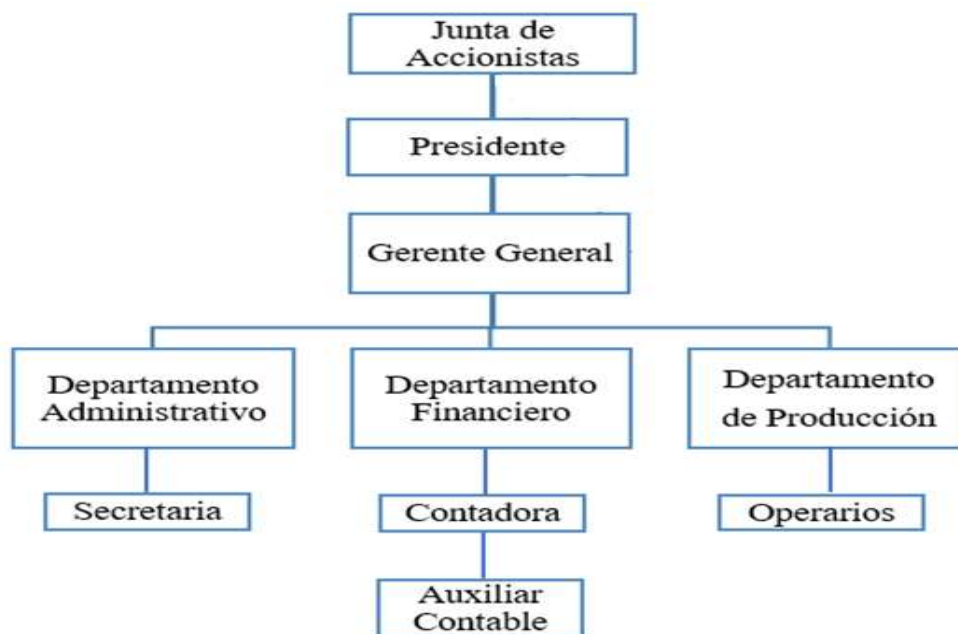 Junta de
Accionistas
Presidente
Gerente General
Departamento
Administrativo
Departamento
Financiero
Departamento
de Producción
Secretaria
Contadora
Operarios
Auxiliar
Contable